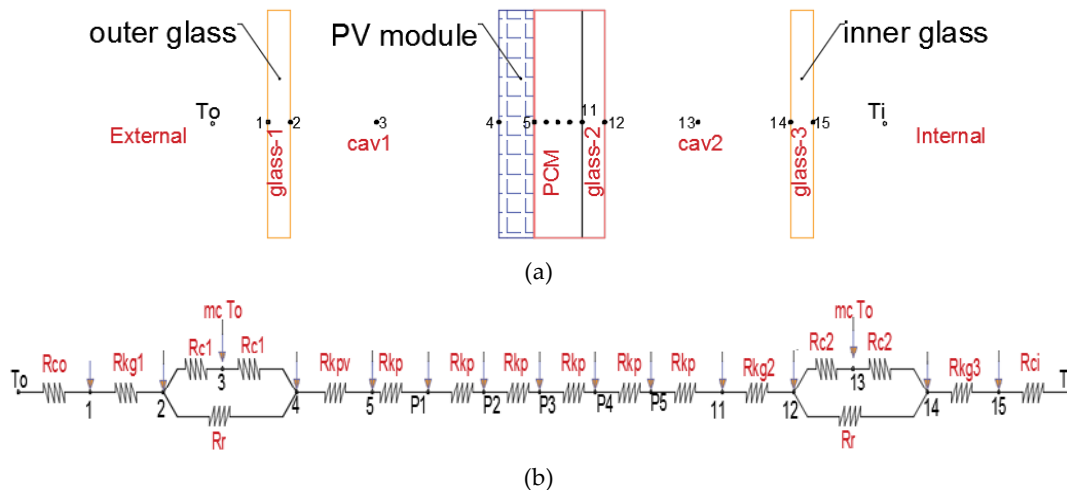 outer glass PV module inner glass
To 11 Ti
External 1 2 3 4 5 12 13 14 15 Internal
cav1 cav2
glass-1 PCM glass-2 glass-3
(a)
mc To mc To
Rc1 Rc1 Rc2 Rc2
Rco Rkg1 Rkpv Rkp Rkp Rkp Rkp Rkp Rkp Rkg2 Rkg3 Rci
To 3 13 T
1 2 4 5 P1 P2 P3 P4 P5 11 12 14 15
Rr Rr
(b)